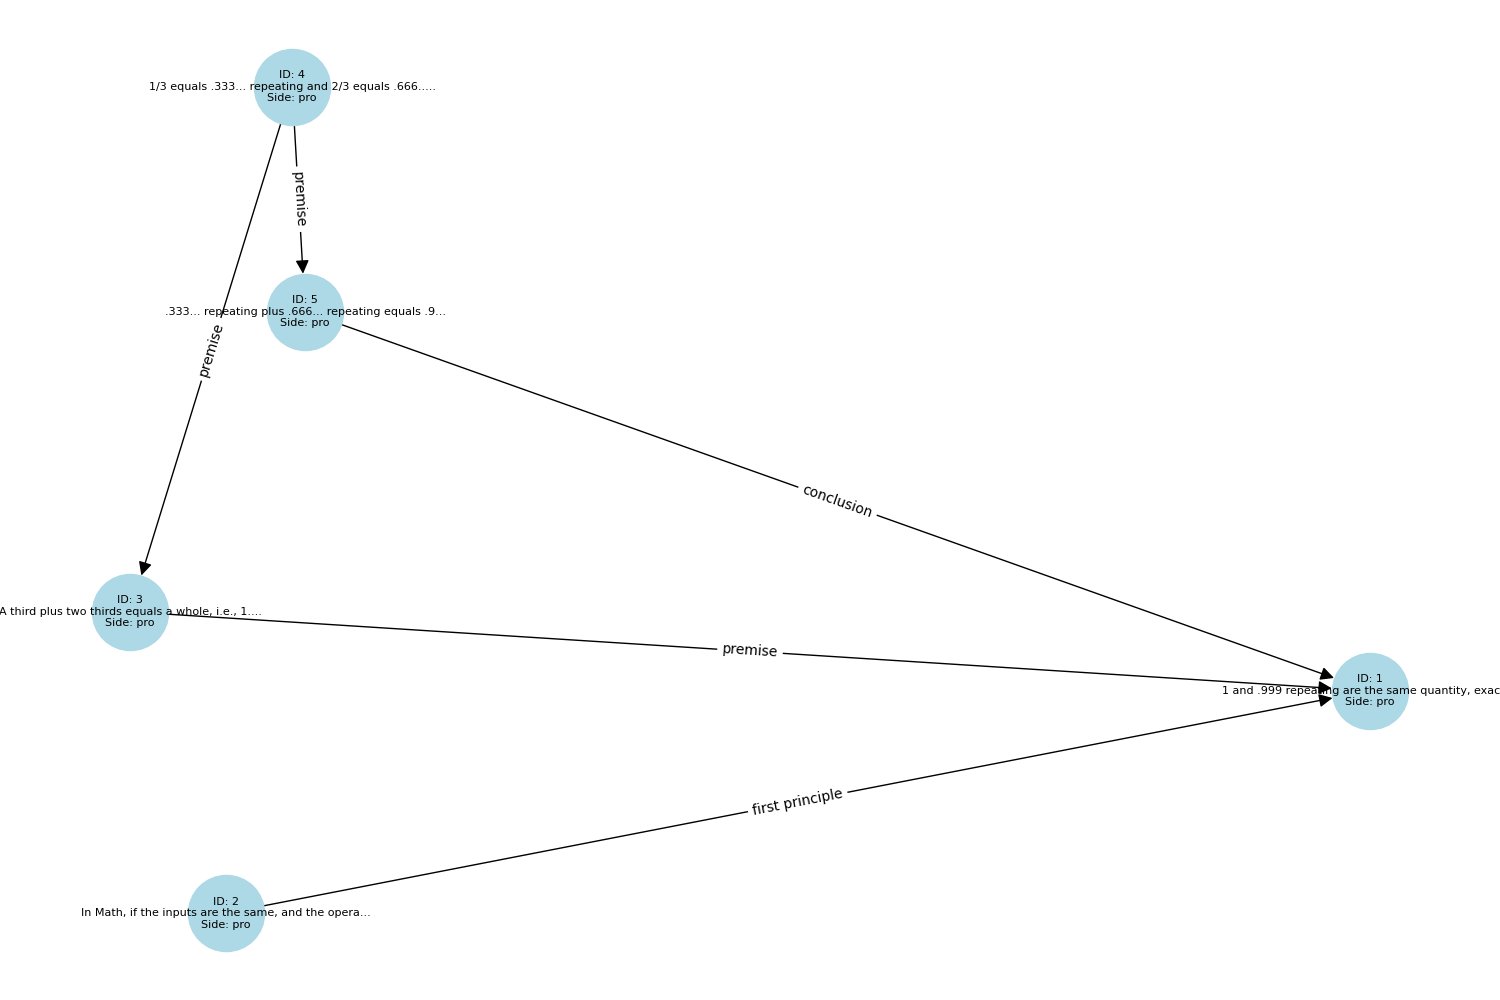 ID: 4
1/3 equals .333... repeating and 2/3 equals .666.....
Side: pro
premise
ID: 5
.333... repeating plus .666... repeating equals .9...
Side: pro
premise
conclusion
ID: 3
A third plus two thirds equals a whole, i.e., 1....
Side: pro
premise
ID: 1
1 and .999 repeating are the same quantity, exac
Side: pro
first principle
ID: 2
In Math, if the inputs are the same, and the opera...
Side: pro